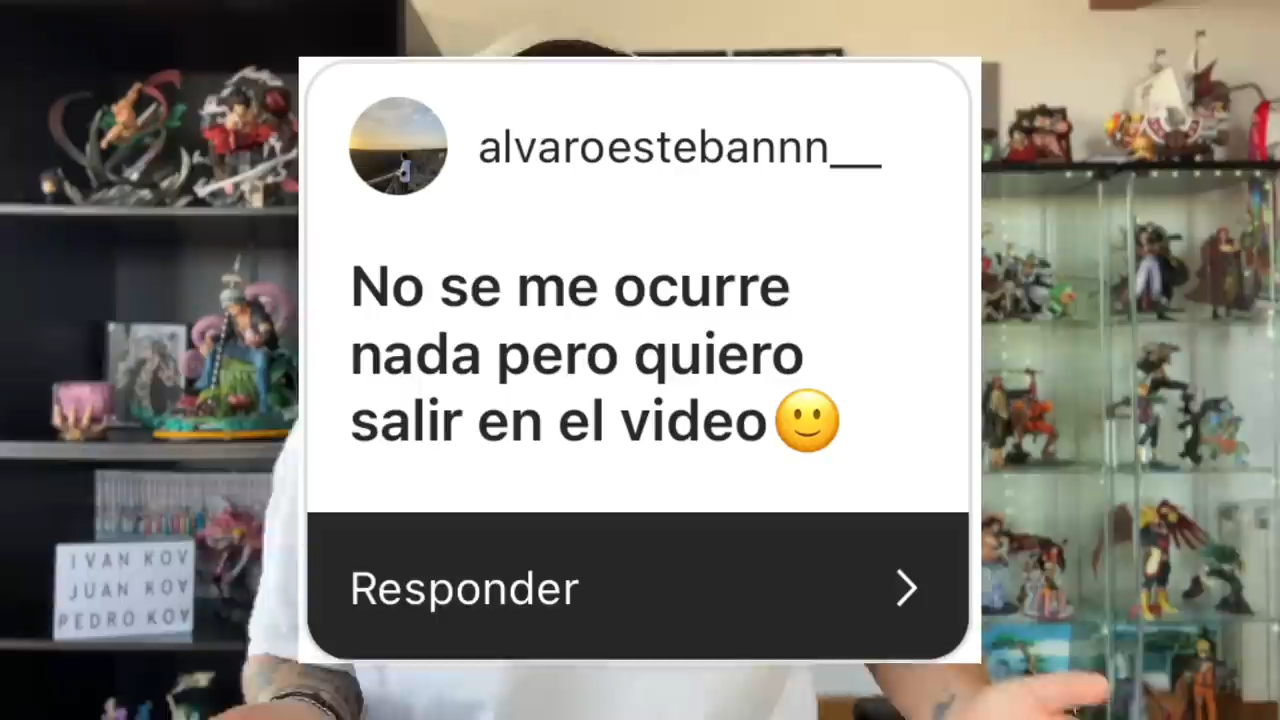 alvaroestebannn__
No se me ocurre
nada pero quiero
salir en el video🙂
Responder
IVAN KOV
JUAN KOV
PEDRO KOV